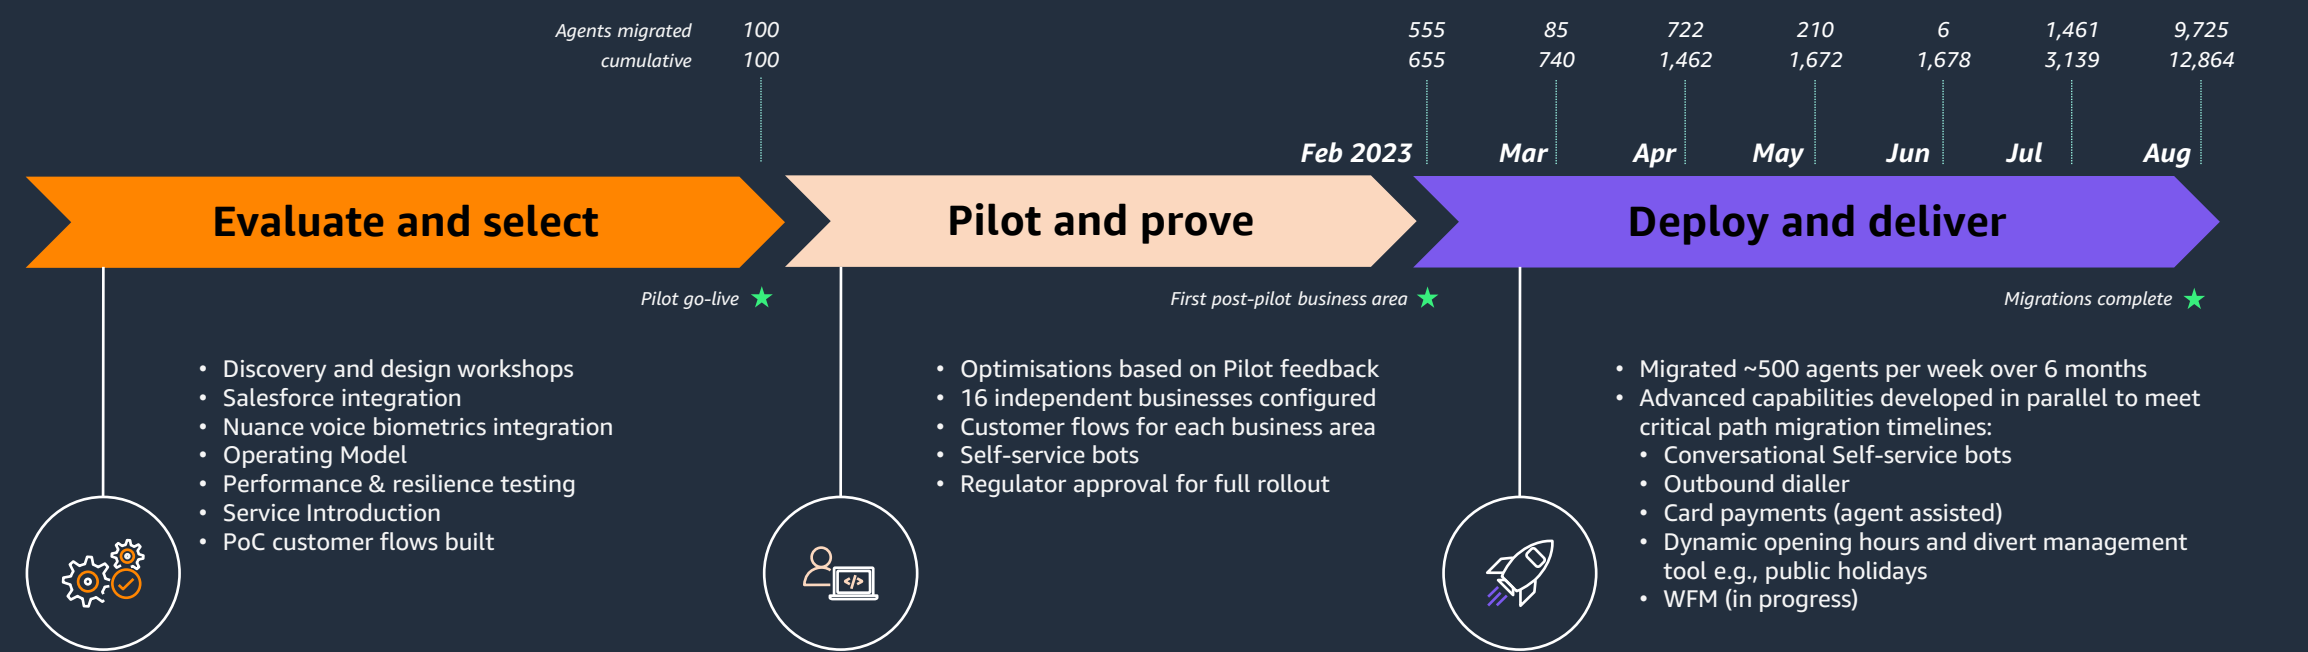 Agents migrated 100 555 85 722 210 6 1,461 9,725
cumulative 100 655 740 1,462 1,672 1,678 3,139 12,864
Feb 2023 Mar Apr May Jun Jul Aug
Evaluate and select
Pilot go-live
• Discovery and design workshops
• Salesforce integration
• Nuance voice biometrics integration
• Operating Model
• Performance & resilience testing
• Service Introduction
• PoC customer flows built
Pilot and prove
First post-pilot business area
• Optimisations based on Pilot feedback
• 16 independent businesses configured
• Customer flows for each business area
• Self-service bots
• Regulator approval for full rollout
</>
Deploy and deliver
Migrations complete
• Migrated ~500 agents per week over 6 months
• Advanced capabilities developed in parallel to meet
critical path migration timelines:
• Conversational Self-service bots
• Outbound dialler
• Card payments (agent assisted)
• Dynamic opening hours and divert management
tool e.g., public holidays
• WFM (in progress)